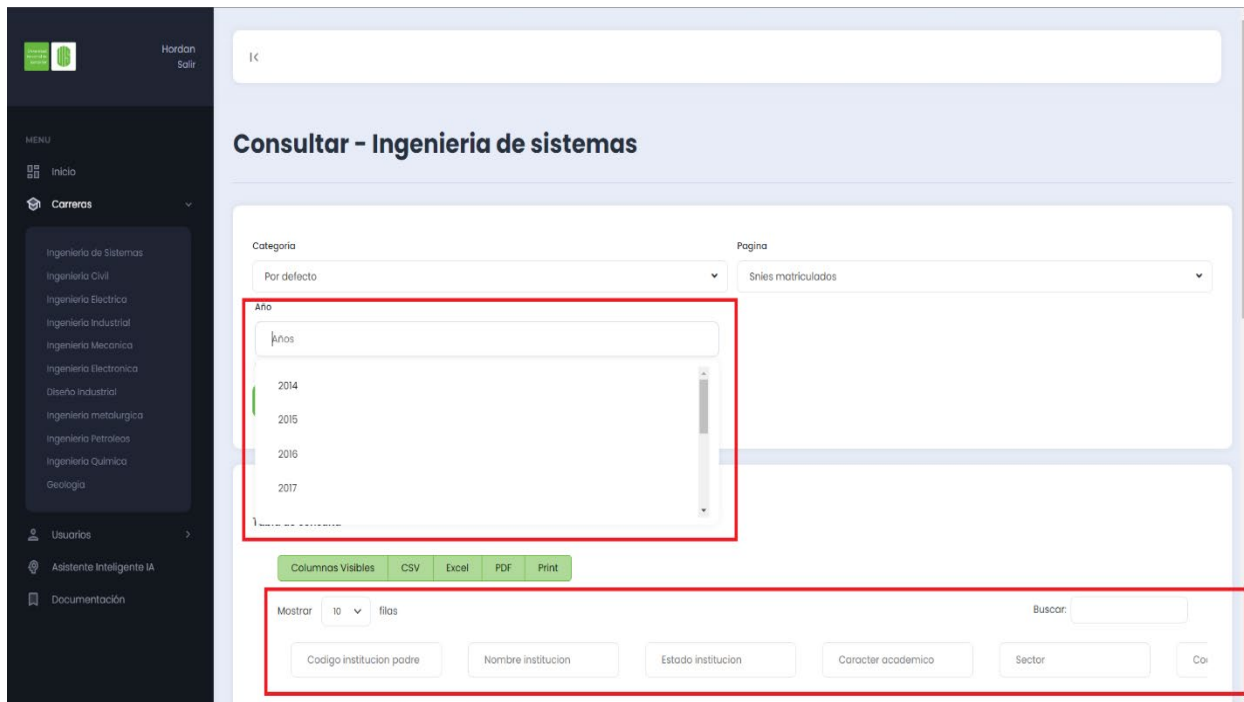 Hordan
Salir
MENU
Inicio
Carreras
Ingenieria de Sistemas
Ingenieria Civil
Ingenieria Electrica
Ingenieria Industrial
Ingenieria Mecanica
Ingenieria Electronica
Diseño Industrial
Ingenieria metalurgica
Ingenieria Petroleos
Ingenieria Quimica
Geologia
Usuarios
Asistente Inteligente IA
Documentación
Consultar - Ingenieria de sistemas
Categoria
Pagina
Por defecto
Snies matriculados
Año
Años
2014
2015
2016
2017
Columnas Visibles CSV Excel PDF Print
Mostrar 10 filas
Buscar:
Codigo institucion padre Nombre institucion Estado institucion Caracter academico Sector